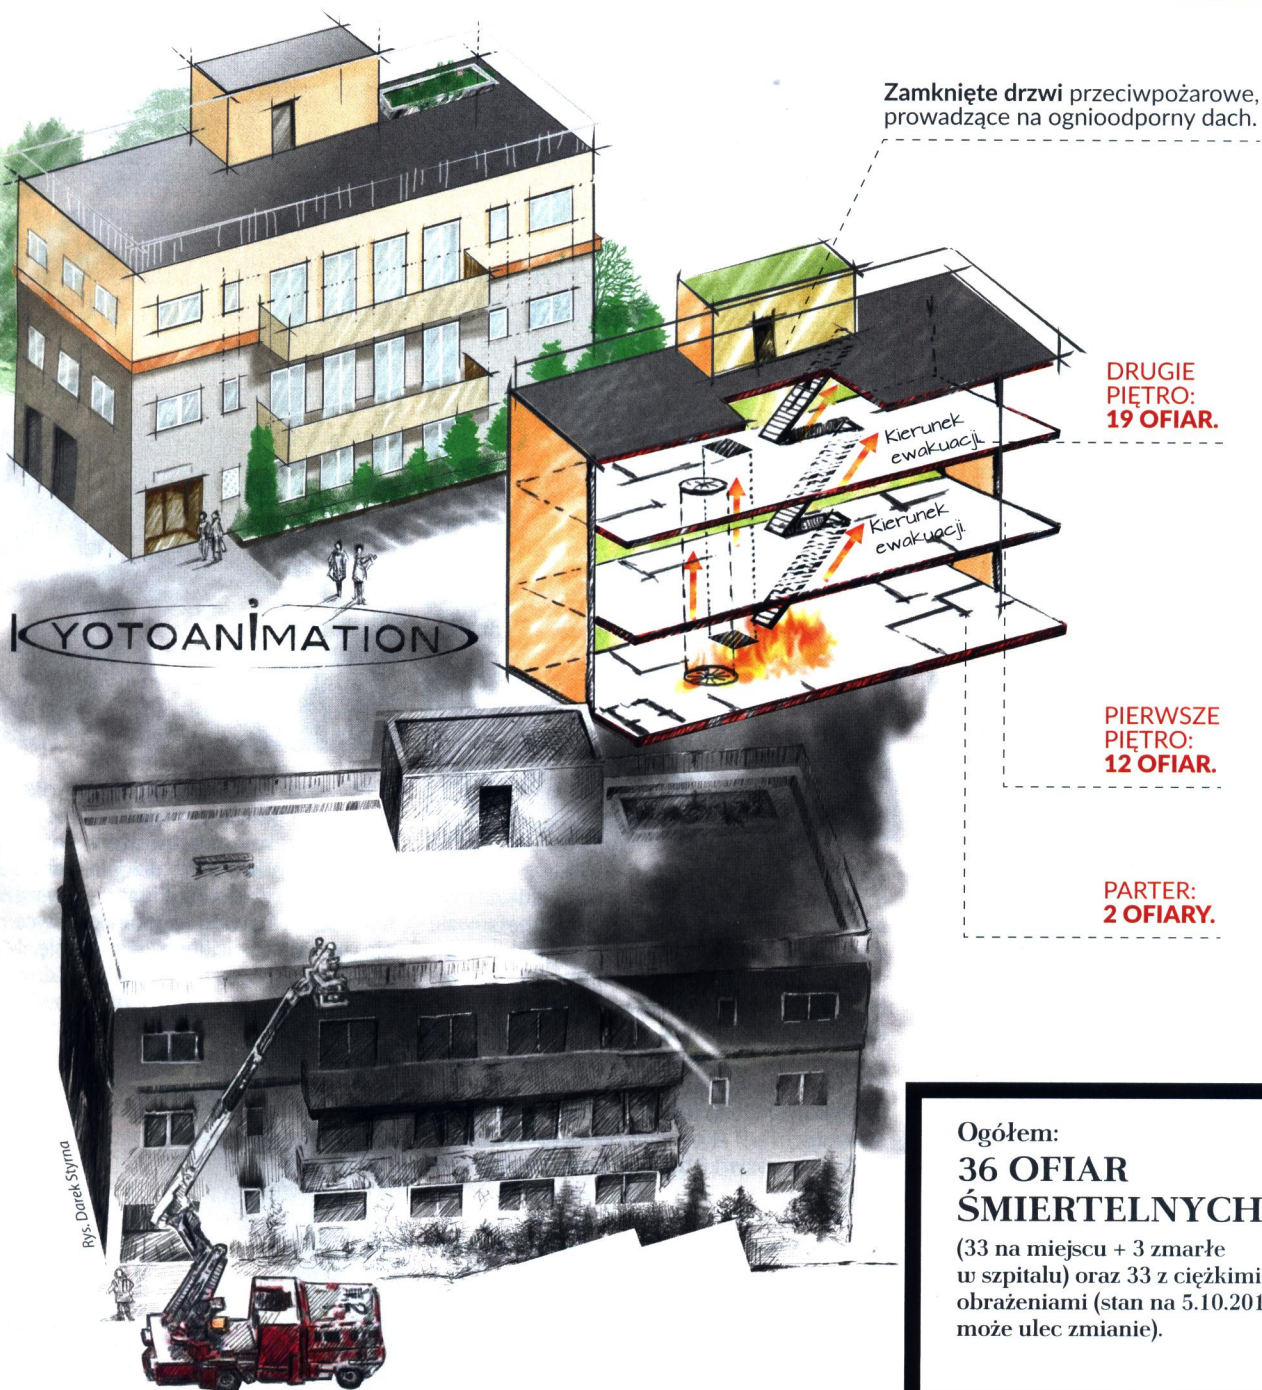 Zamknięte drzwi przeciwpożarowe,
prowadzące na ognioodporny dach.
DRUGIE
PIĘTRO:
19 OFIAR.
Kierunek
ewakuacji.
Kierunek
ewakuacji.
KYOTOANIMATION
PIERWSZE
PIĘTRO:
12 OFIAR.
PARTER:
2 OFIARY.
Rys. Darek Styrna
Ogółem:
36 OFIAR
ŚMIERTELNYCH
(33 na miejscu + 3 zmarłe
w szpitalu) oraz 33 z ciężkimi
obrażeniami (stan na 5.10.201
może ulec zmianie).